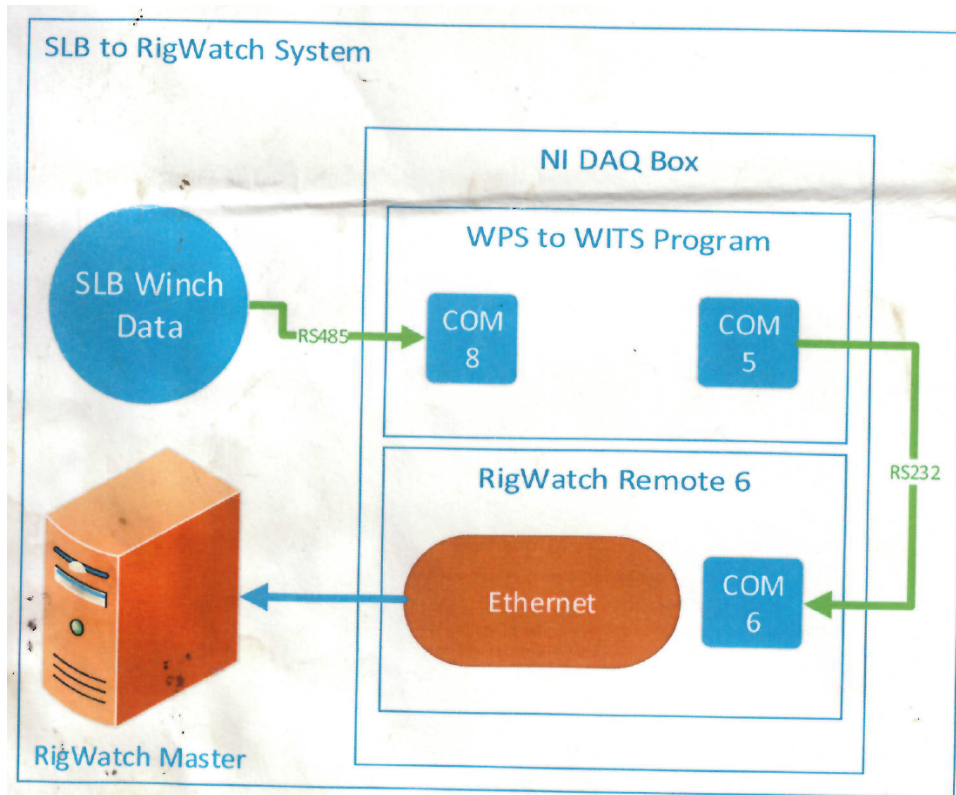 SLB to RigWatch System
NI DAQ Box
WPS to WITS Program
SLB Winch
Data
RS485
COM
8
COM
5
RS232
RigWatch Remote 6
Ethernet
COM
6
RigWatch Master